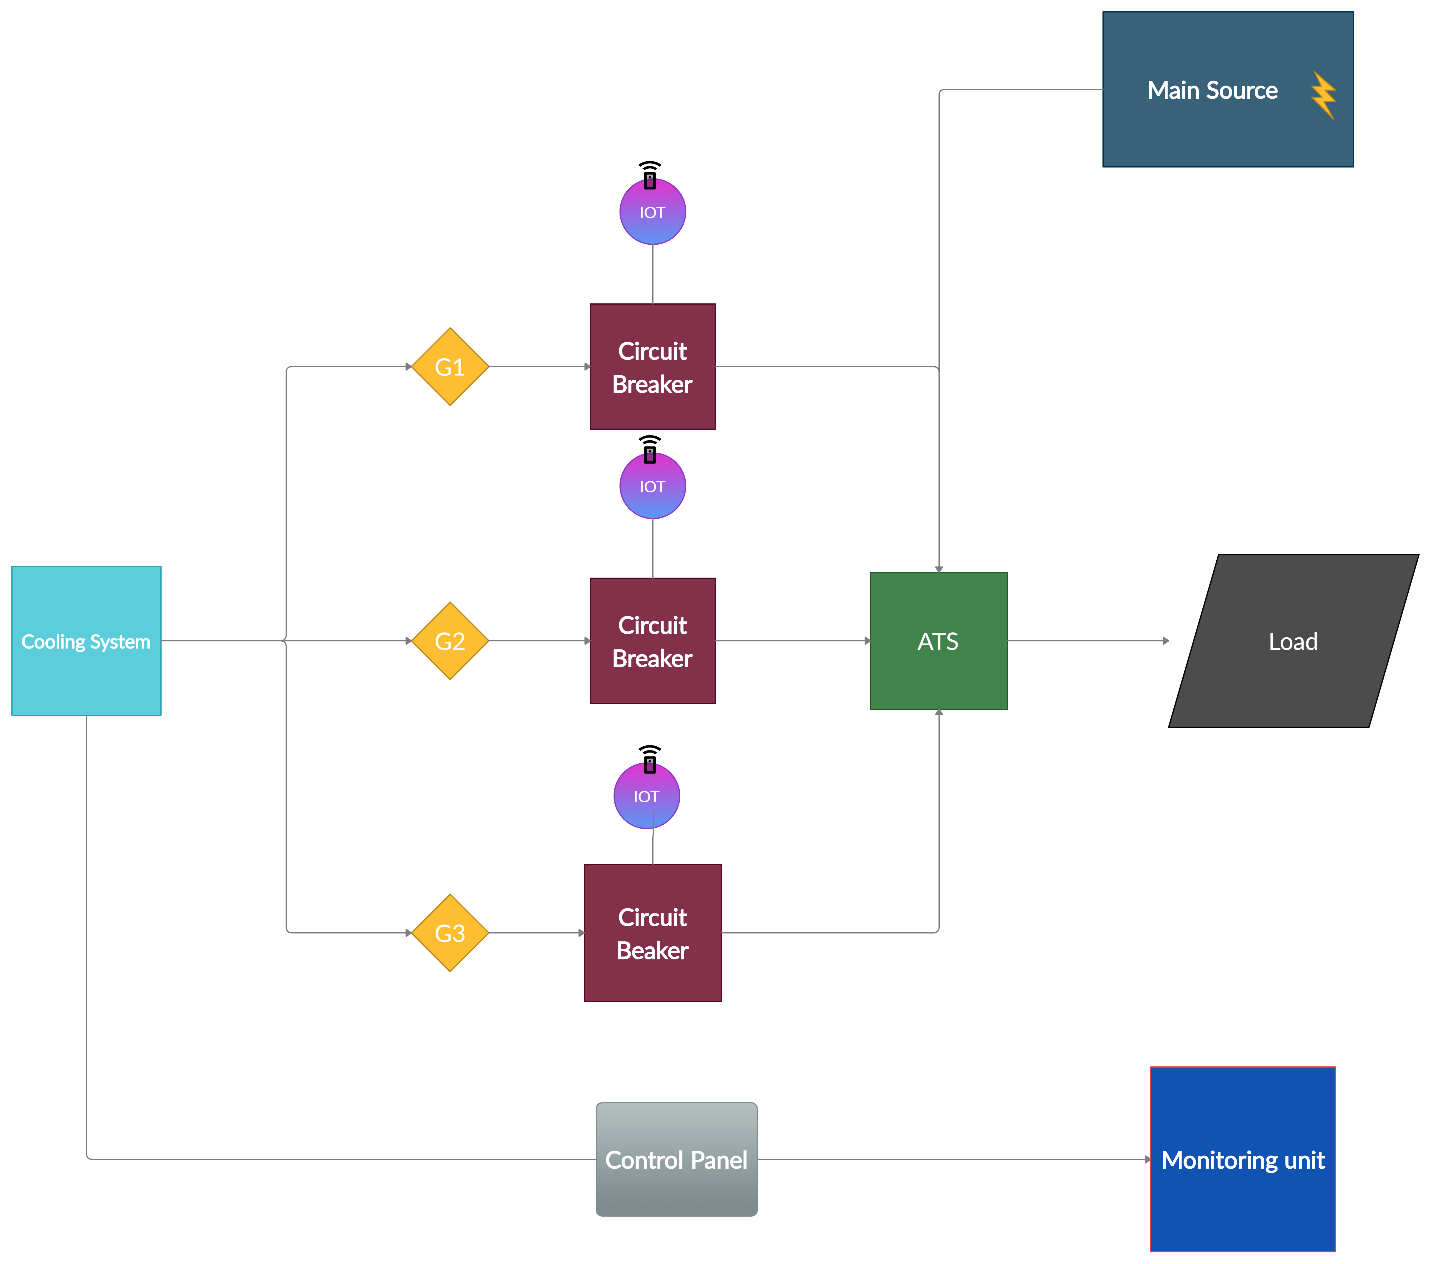 Main Source
IOT
Circuit
Breaker
G1
IOT
Cooling System
G2
Circuit
Breaker
ATS
Load
IOT
G3
Circuit
Beaker
Control Panel
Monitoring unit